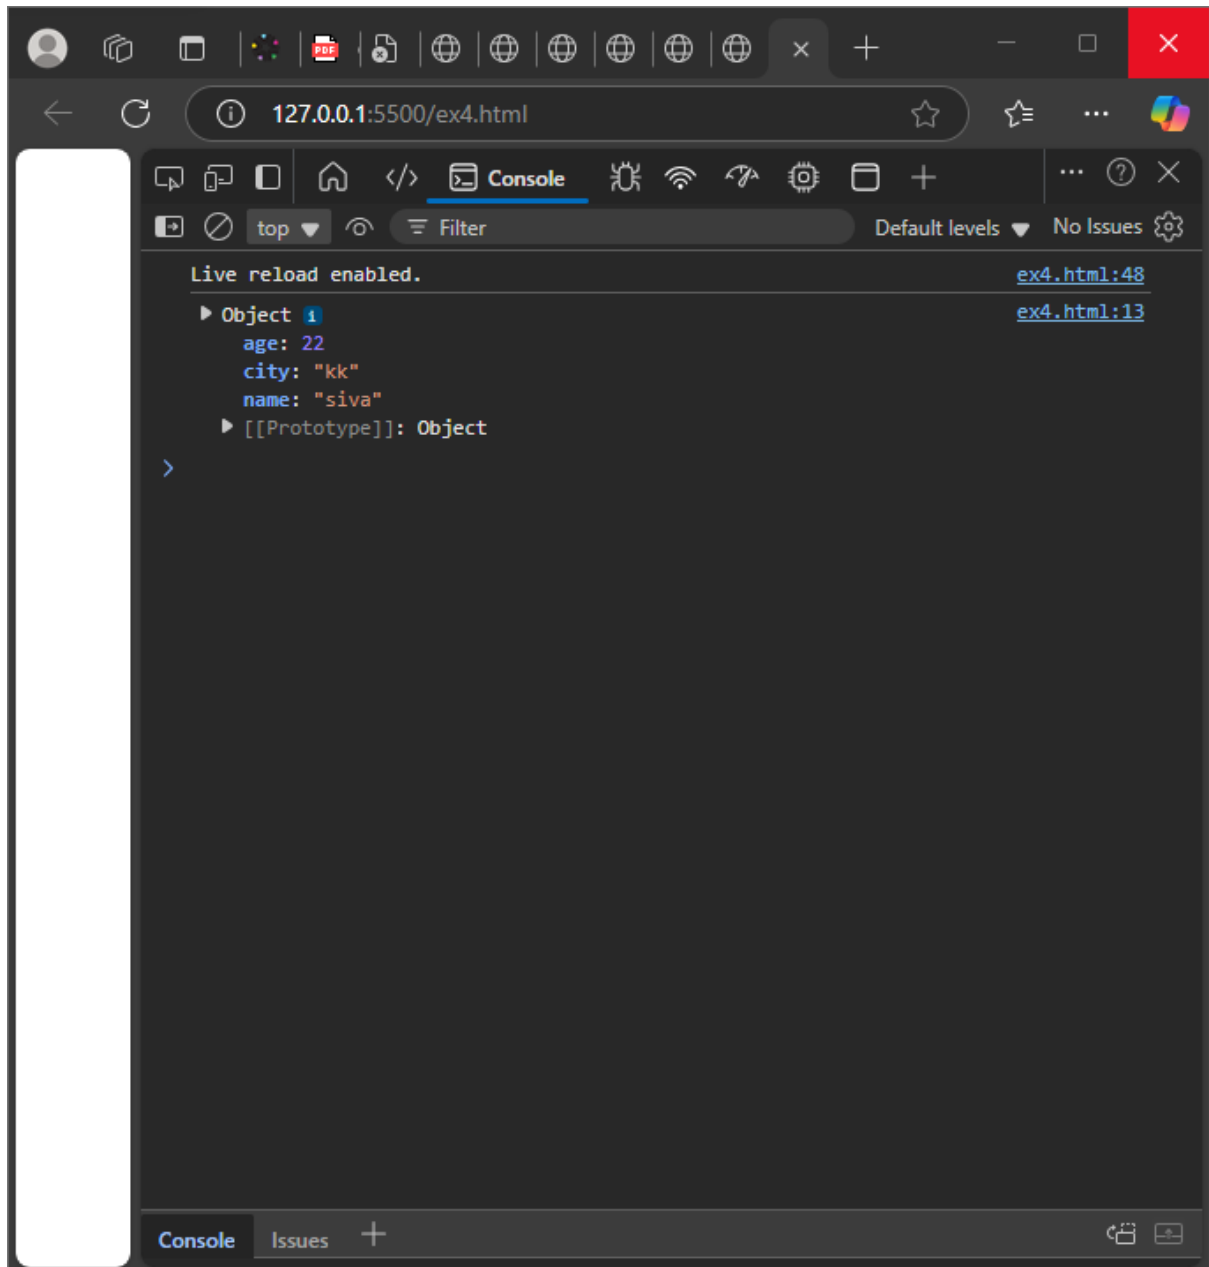 PDF
127.0.0.1:5500/ex4.html
Console
top Filter Default levels No Issues
Live reload enabled. ex4.html:48
Object i ex4.html:13
age: 22
city: "kk"
name: "siva"
[[Prototype]]: Object
>
Console Issues